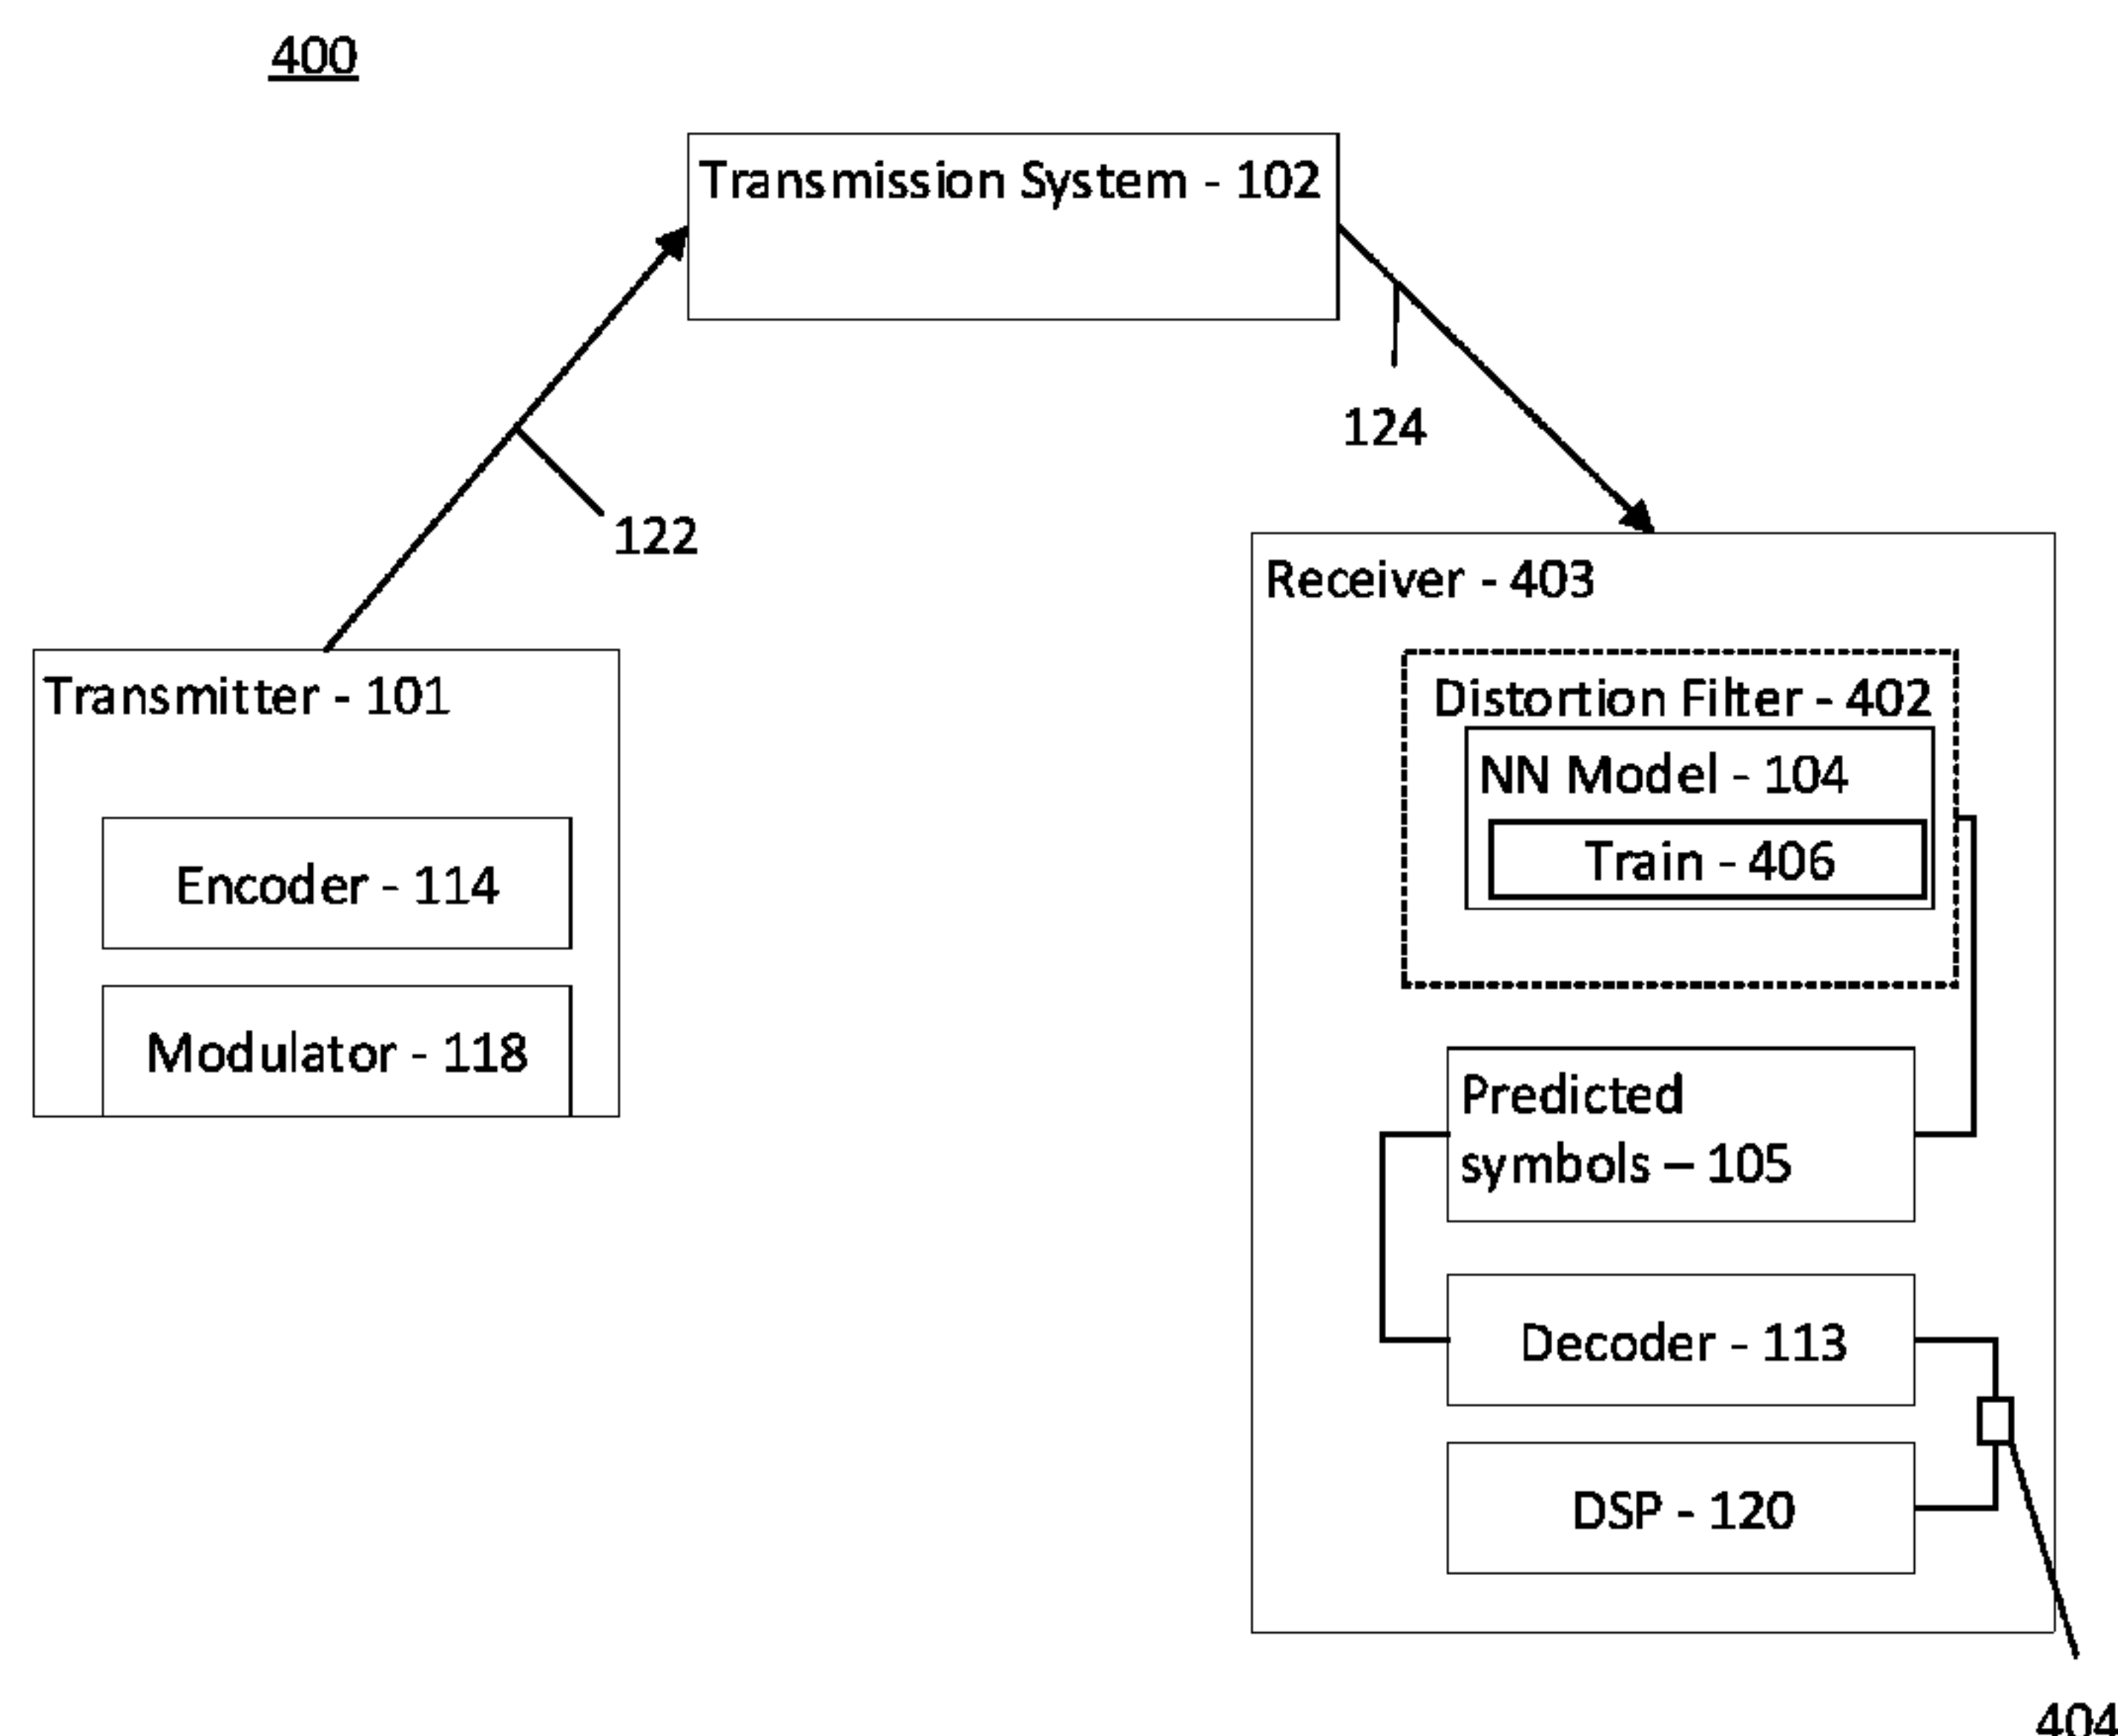 400
Transmission System - 102
124
122
Receiver - 403
Transmitter - 101
Distortion Filter - 402
NN Model - 104
Train - 406
Encoder - 114
Modulator - 118
Predicted
symbols – 105
Decoder - 113
DSP - 120
404